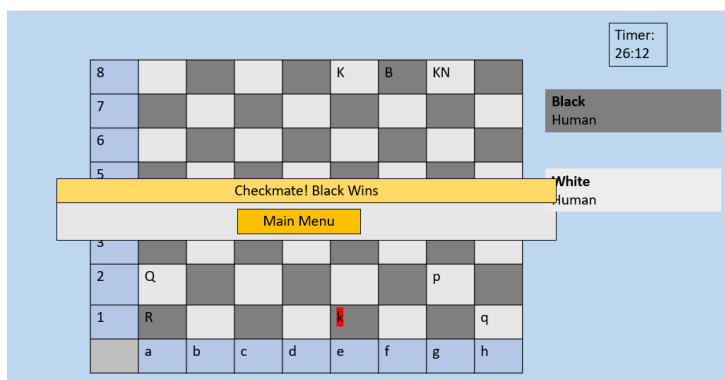 Timer:
26:12
8 K B KN
7
Black
Human
6
5
White
Human
Checkmate! Black Wins
Main Menu
3
2 Q p
1 R k q
a b c d e f g h